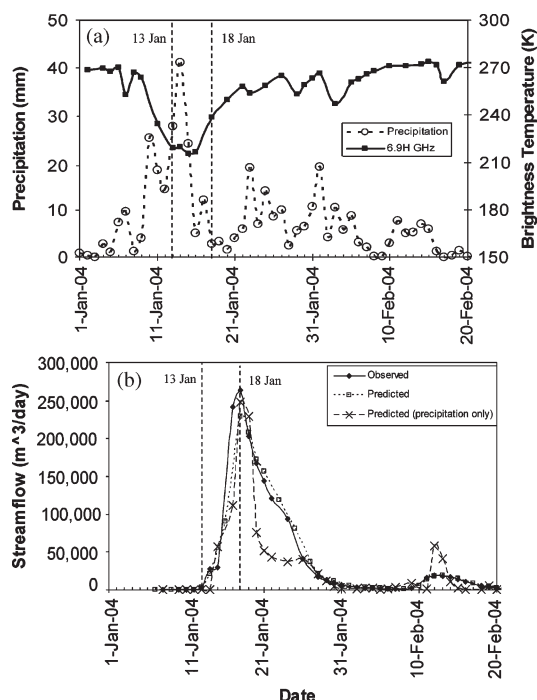 (a)
13 Jan
18 Jan
Precipitation (mm)
50
40
30
20
10
0
Brightness Temperature (K)
300
270
240
210
180
150
Precipitation
6.9H GHz
1-Jan-04
11-Jan-04
21-Jan-04
31-Jan-04
10-Feb-04
20-Feb-04
(b)
13 Jan
18 Jan
Streamflow (m^3/day)
300,000
250,000
200,000
150,000
100,000
50,000
0
Observed
Predicted
Predicted (precipitation only)
1-Jan-04
11-Jan-04
21-Jan-04
31-Jan-04
10-Feb-04
20-Feb-04
Date